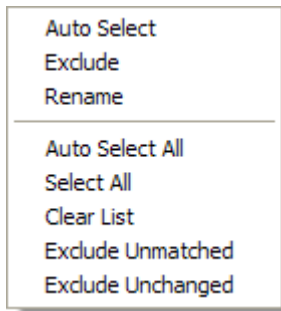 Auto Select
Exclude
Rename
Auto Select All
Select All
Clear List
Exclude Unmatched
Exclude Unchanged